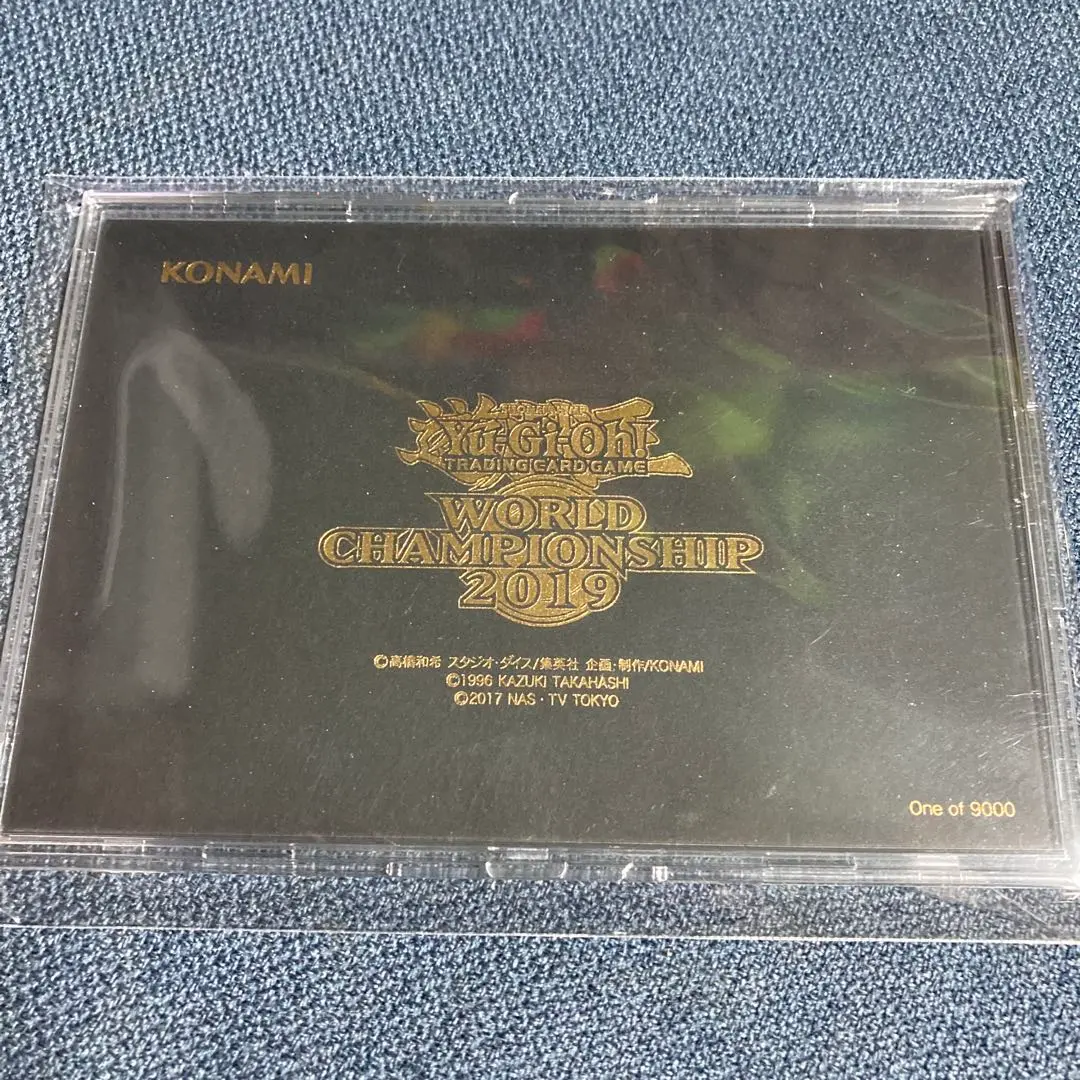 KONAMI
Yu-Gi-Oh!
TRADING CARD GAME
WORLD
CHAMPIONSHIP
2019
©高橋和希 スタジオ・ダイス/集英社 企画・制作/KONAMI
©1996 KAZUKI TAKAHASHI
©2017 NAS・TV TOKYO
One of 9000